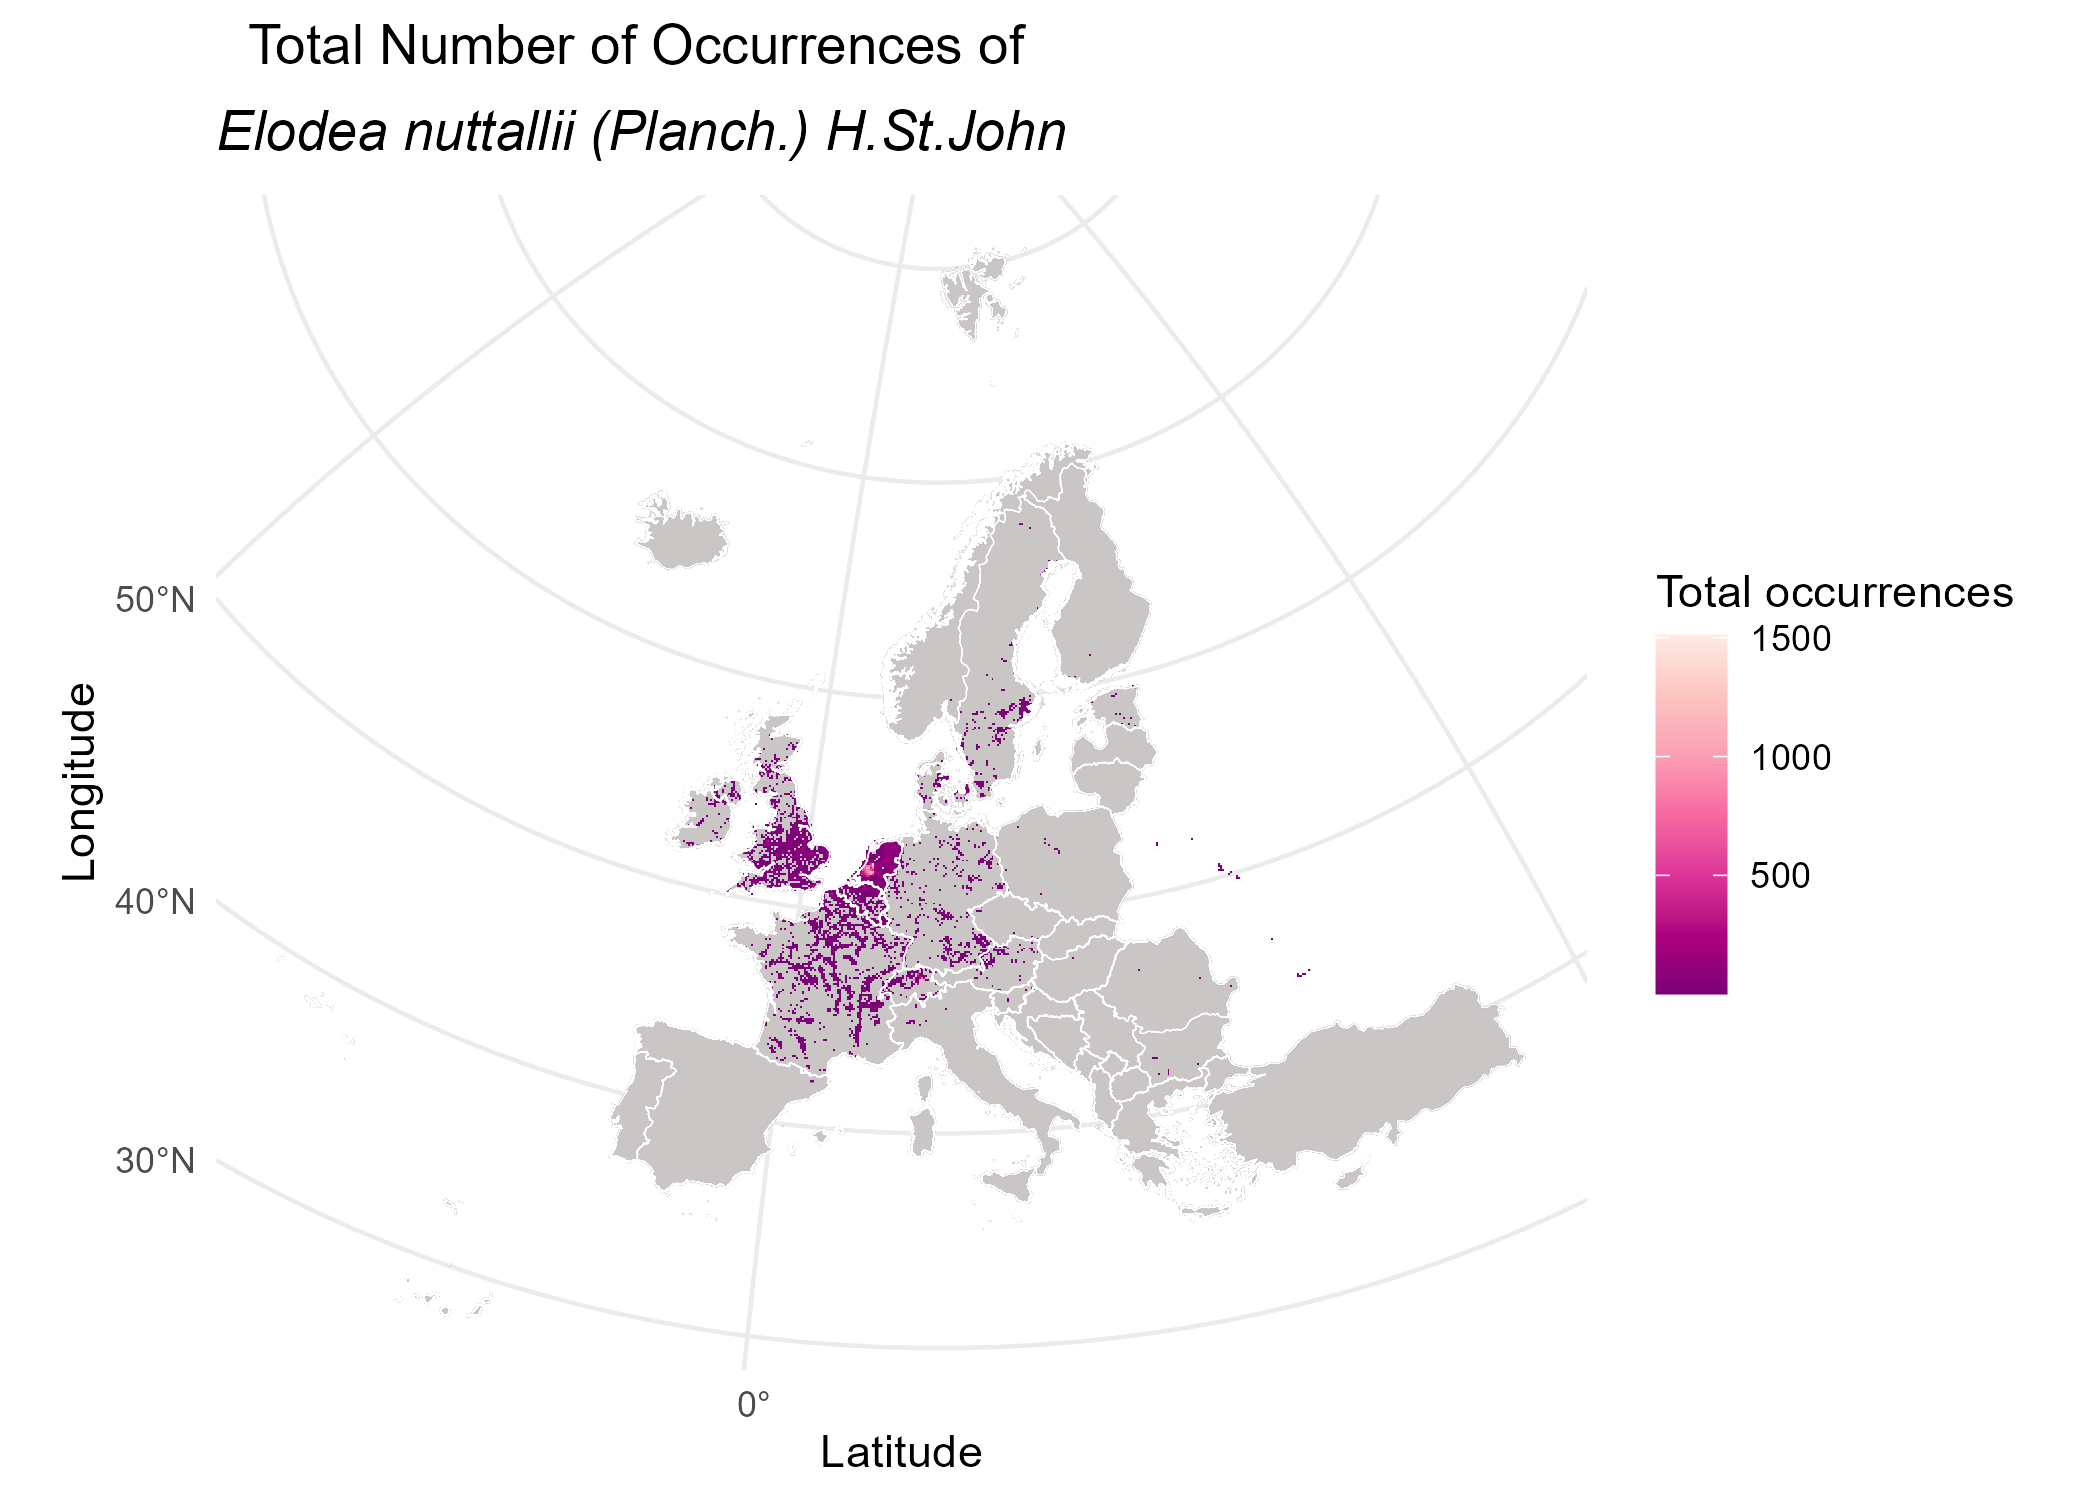 Total Number of Occurrences of
Elodea nuttallii (Planch.) H.St.John
50°N
40°N
30°N
Longitude
0°
Latitude
Total occurrences
1500
1000
500